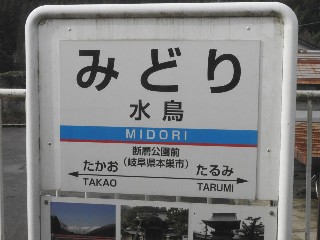 みどり
水鳥
MIDORI
断層公園前
(岐阜県本巣市)
たかお たるみ
TAKAO TARUMI